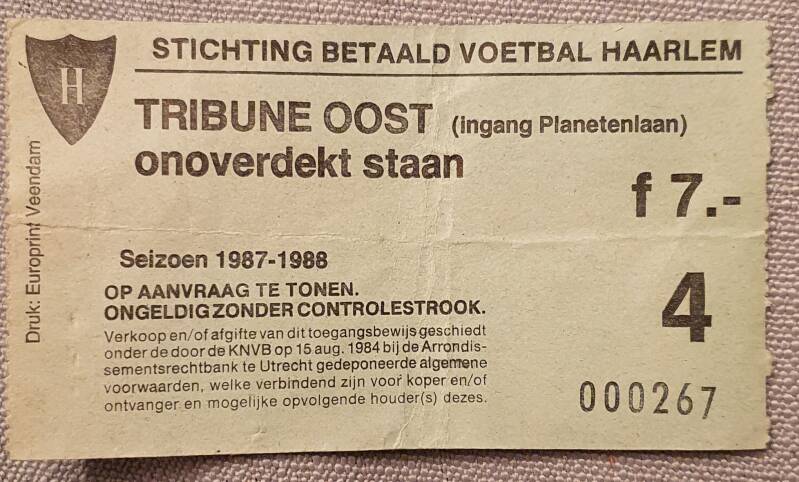 H
STICHTING BETAALD VOETBAL HAARLEM
TRIBUNE OOST (ingang Planetenlaan)
onoverdekt staan
f 7.-
Seizoen 1987-1988
OP AANVRAAG TE TONEN.
ONGELDIG ZONDER CONTROLESTROOK.
4
Verkoop en/of afgifte van dit toegangsbewijs geschiedt
onder de door de KNVB op 15 aug. 1984 bij de Arrondis-
sementsrechtbank te Utrecht gedeponeerde algemene
voorwaarden, welke verbindend zijn voor koper en/of
ontvanger en mogelijke opvolgende houder(s) dezes.
000267
Druk: Europrint Veendam